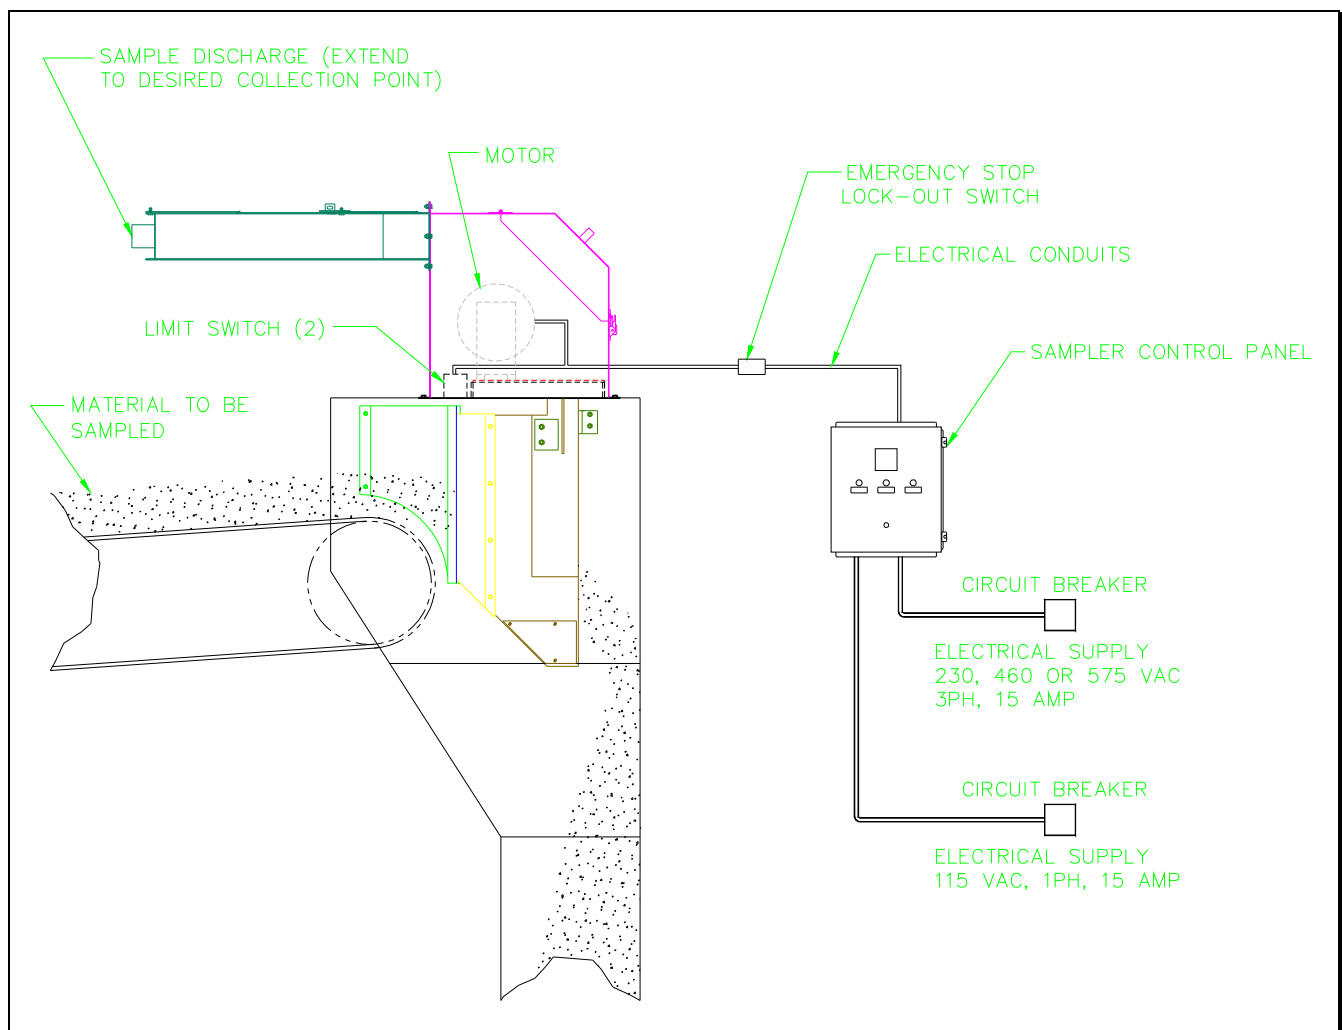 SAMPLE DISCHARGE (EXTEND
TO DESIRED COLLECTION POINT)
MOTOR
EMERGENCY STOP
LOCK-OUT SWITCH
ELECTRICAL CONDUITS
LIMIT SWITCH (2)
SAMPLER CONTROL PANEL
MATERIAL TO BE
SAMPLED
CIRCUIT BREAKER
ELECTRICAL SUPPLY
230, 460 OR 575 VAC
3PH, 15 AMP
CIRCUIT BREAKER
ELECTRICAL SUPPLY
115 VAC, 1PH, 15 AMP